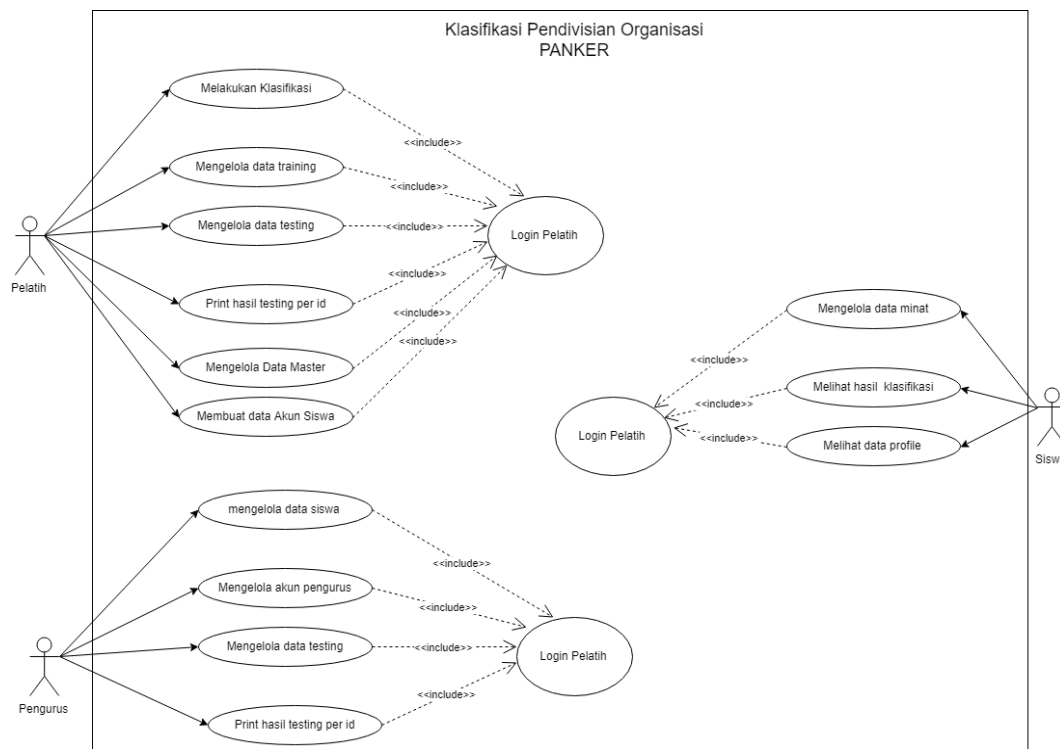 Klasifikasi Pendivisian Organisasi
PANKER
Melakukan Klasifikasi
<<include>>
Mengelola data training
<<include>>
Mengelola data testing
<<include>>
Login Pelatih
Pelatih
<<include>>
Print hasil testing per id
<<include>>
Mengelola Data Master
<<include>>
Membuat data Akun Siswa
Mengelola data minat
<<include>>
Melihat hasil klasifikasi
<<include>>
Login Pelatih
<<include>>
Melihat data profile
Sisw
mengelola data siswa
<<include>>
Mengelola akun pengurus
<<include>>
Mengelola data testing
<<include>>
Login Pelatih
Pengurus
<<include>>
Print hasil testing per id